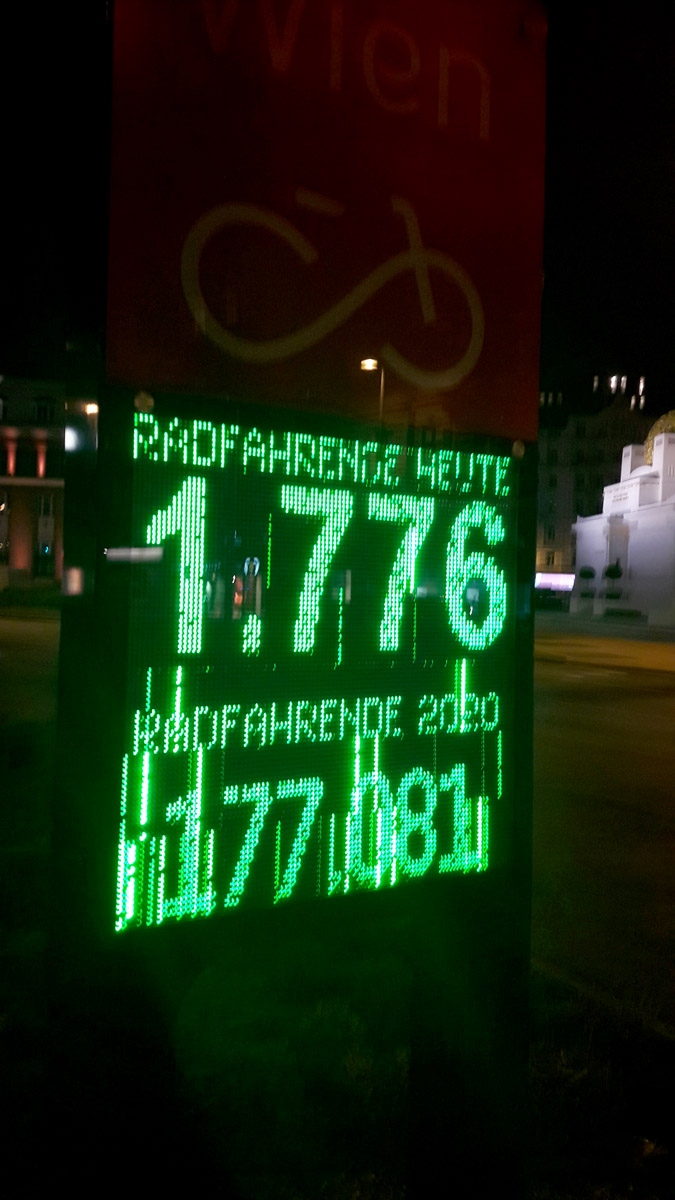 Wien
RADFAHRENDE HEUTE
1.776
RADFAHRENDE 2020
177.081